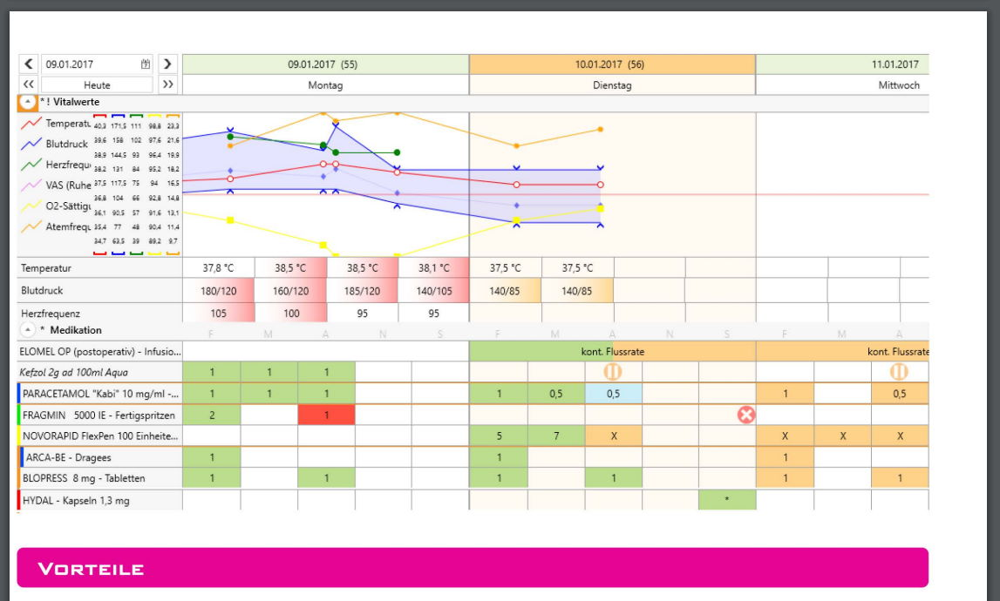 09.01.2017 09.01.2017 (55) 10.01.2017 (56) 11.01.2017
Heute Montag Dienstag Mittwoch
* ! Vitalwerte
Temperatu 40,3 171,5 111 98,8 23,3
Blutdruck 39,6 158 102 97,6 21,6
38,9 144,5 93 96,4 19,9
Herzfrequ 38,2 131 84 95,2 18,2
VAS (Ruhe 37,5 117,5 75 94 16,5
36,8 104 66 92,8 14,8
O2-Sättigu 36,1 90,5 57 91,6 13,1
Atemfrequ 35,4 77 48 90,4 11,4
34,7 63,5 39 89,2 9,7
Temperatur 37,8 °C 38,5 °C 38,5 °C 38,1 °C 37,5 °C 37,5 °C
Blutdruck 180/120 160/120 185/120 140/105 140/85 140/85
Herzfrequenz 105 100 95 95
* Medikation F M A N S F M A N S F M A
ELOMEL OP (postoperativ) - Infusio... kont. Flussrate kont. Flussrate
Kefzol 2g ad 100ml Aqua 1 1 1
PARACETAMOL "Kabi" 10 mg/ml -... 1 1 1 1 0,5 0,5 1 0,5
FRAGMIN 5000 IE - Fertigspritzen 2 1
NOVORAPID FlexPen 100 Einheite... 5 7 X X X X
ARCA-BE - Dragees 1 1 1
BLOPRESS 8 mg - Tabletten 1 1 1 1 1 1
HYDAL - Kapseln 1,3 mg *
VORTEILE